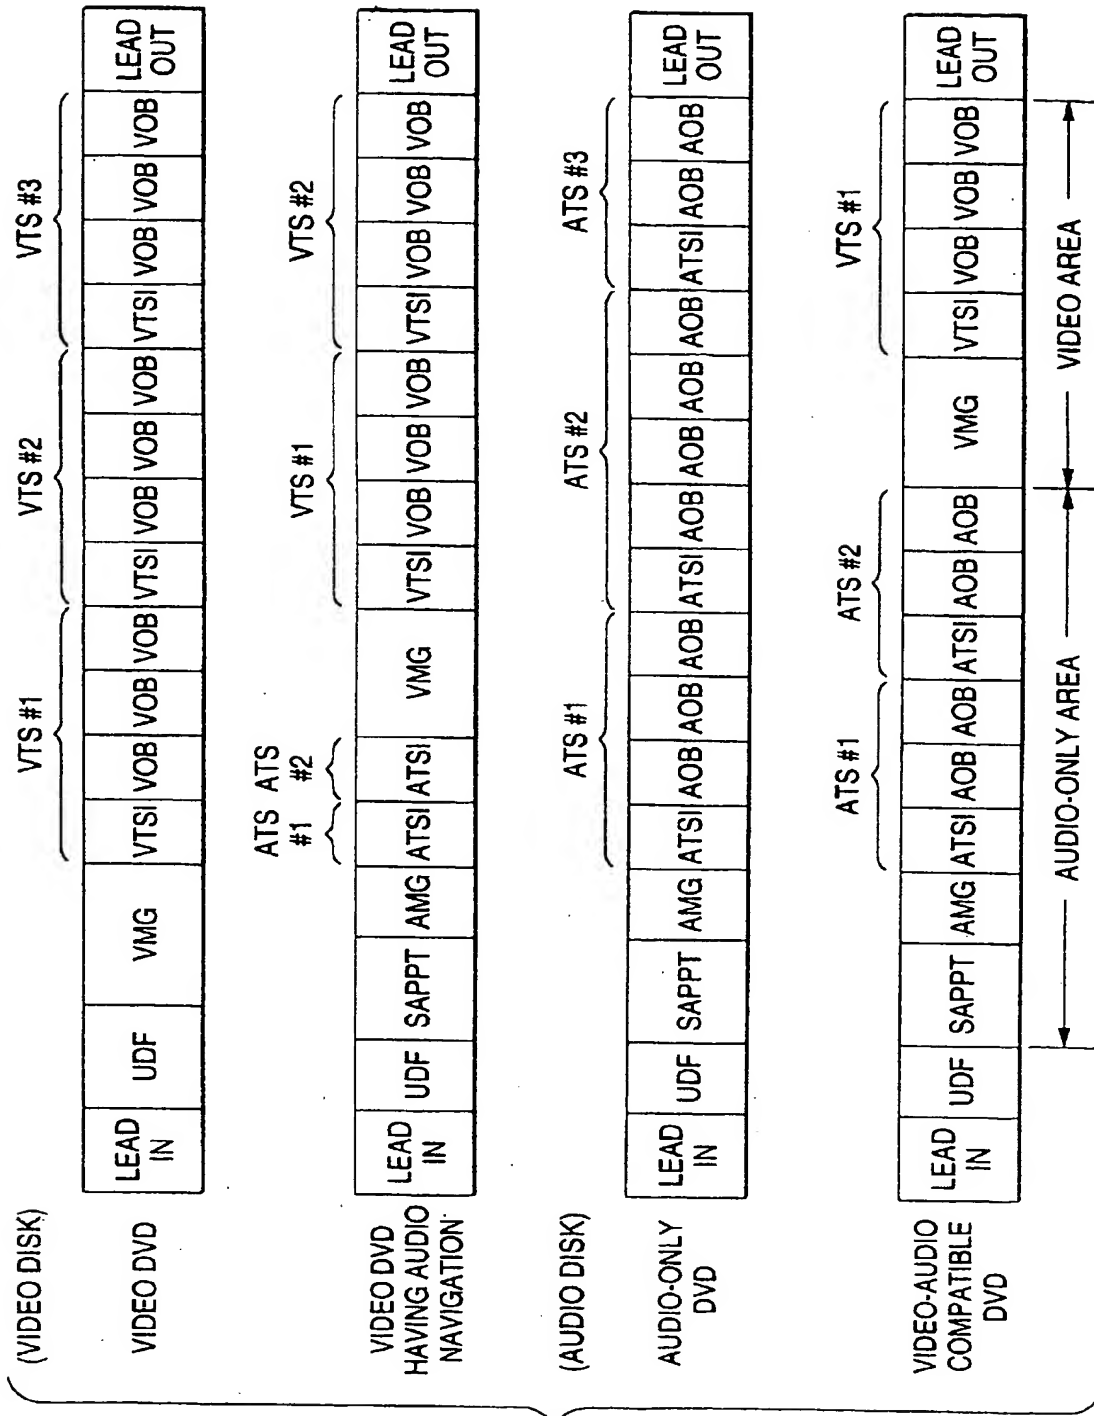 (VIDEO DISK)
VTS #1 VTS #2 VTS #3
VIDEO DVD
LEAD IN UDF VMG VTSI VOB VOB VOB VTSI VOB VOB VOB VTSI VOB VOB VOB LEAD OUT
ATS #1 ATS #2 VTS #1 VTS #2
VIDEO DVD
HAVING AUDIO
NAVIGATION
LEAD IN UDF SAPPT AMG ATSI ATSI VMG VTSI VOB VOB VOB VTSI VOB VOB VOB LEAD OUT
(AUDIO DISK)
ATS #1 ATS #2 ATS #3
AUDIO-ONLY
DVD
LEAD IN UDF SAPPT AMG ATSI AOB AOB AOB ATSI AOB AOB AOB AOB ATSI AOB AOB LEAD OUT
ATS #1 ATS #2 VTS #1
VIDEO-AUDIO
COMPATIBLE
DVD
LEAD IN UDF SAPPT AMG ATSI AOB AOB ATSI AOB AOB VMG VTSI VOB VOB VOB LEAD OUT
AUDIO-ONLY AREA VIDEO AREA